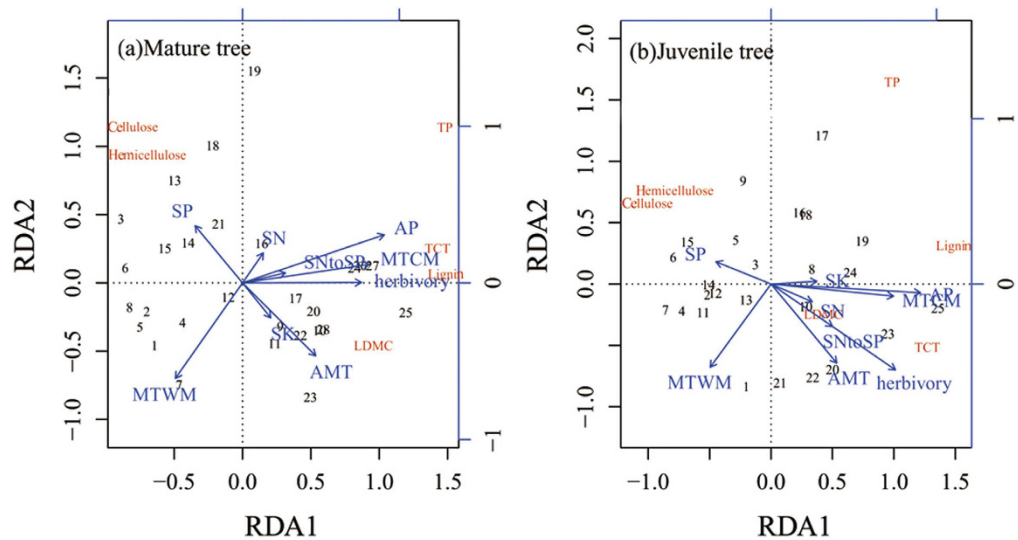 (a)Mature tree
19
Cellulose
TP
Hemicellulose
18
13
SP
3
21
AP
SN
14
16
15
TCT
SNtoSP
MTCM
6
24
27
Lignin
herbivory
12
17
8
2
20
25
5
4
9
10
28
SK
22
1
11
LDMC
AMT
7
MTWM
23
1.5
1.0
0.5
0.0
−0.5
−1.0
RDA2
1
0
−1
−0.5
0.0
0.5
1.0
1.5
RDA1
(b)Juvenile tree
TP
17
9
Hemicellulose
Cellulose
16
18
15
5
19
Lignin
SP
6
3
8
24
14
SK
AP
2
12
13
MTCM
7
4
11
10
SN
25
LDMC
40
SNtoSP
TCT
20
MTWM
1
21
22
AMT
herbivory
2.0
1.5
1.0
0.5
0.0
−1.0
RDA2
1
0
−1.0
0.0
0.5
1.0
1.5
RDA1